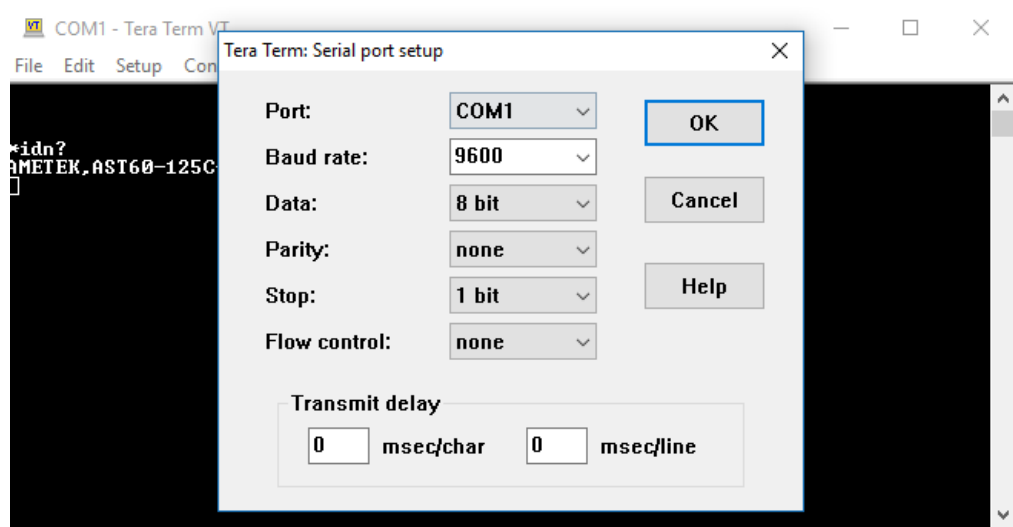 COM1 - Tera Term VT
File Edit Setup Con
*idn?
AMETEK,AST60-125C
Tera Term: Serial port setup
Port: COM1 OK
Baud rate: 9600
Data: 8 bit Cancel
Parity: none
Stop: 1 bit Help
Flow control: none
Transmit delay
0 msec/char 0 msec/line